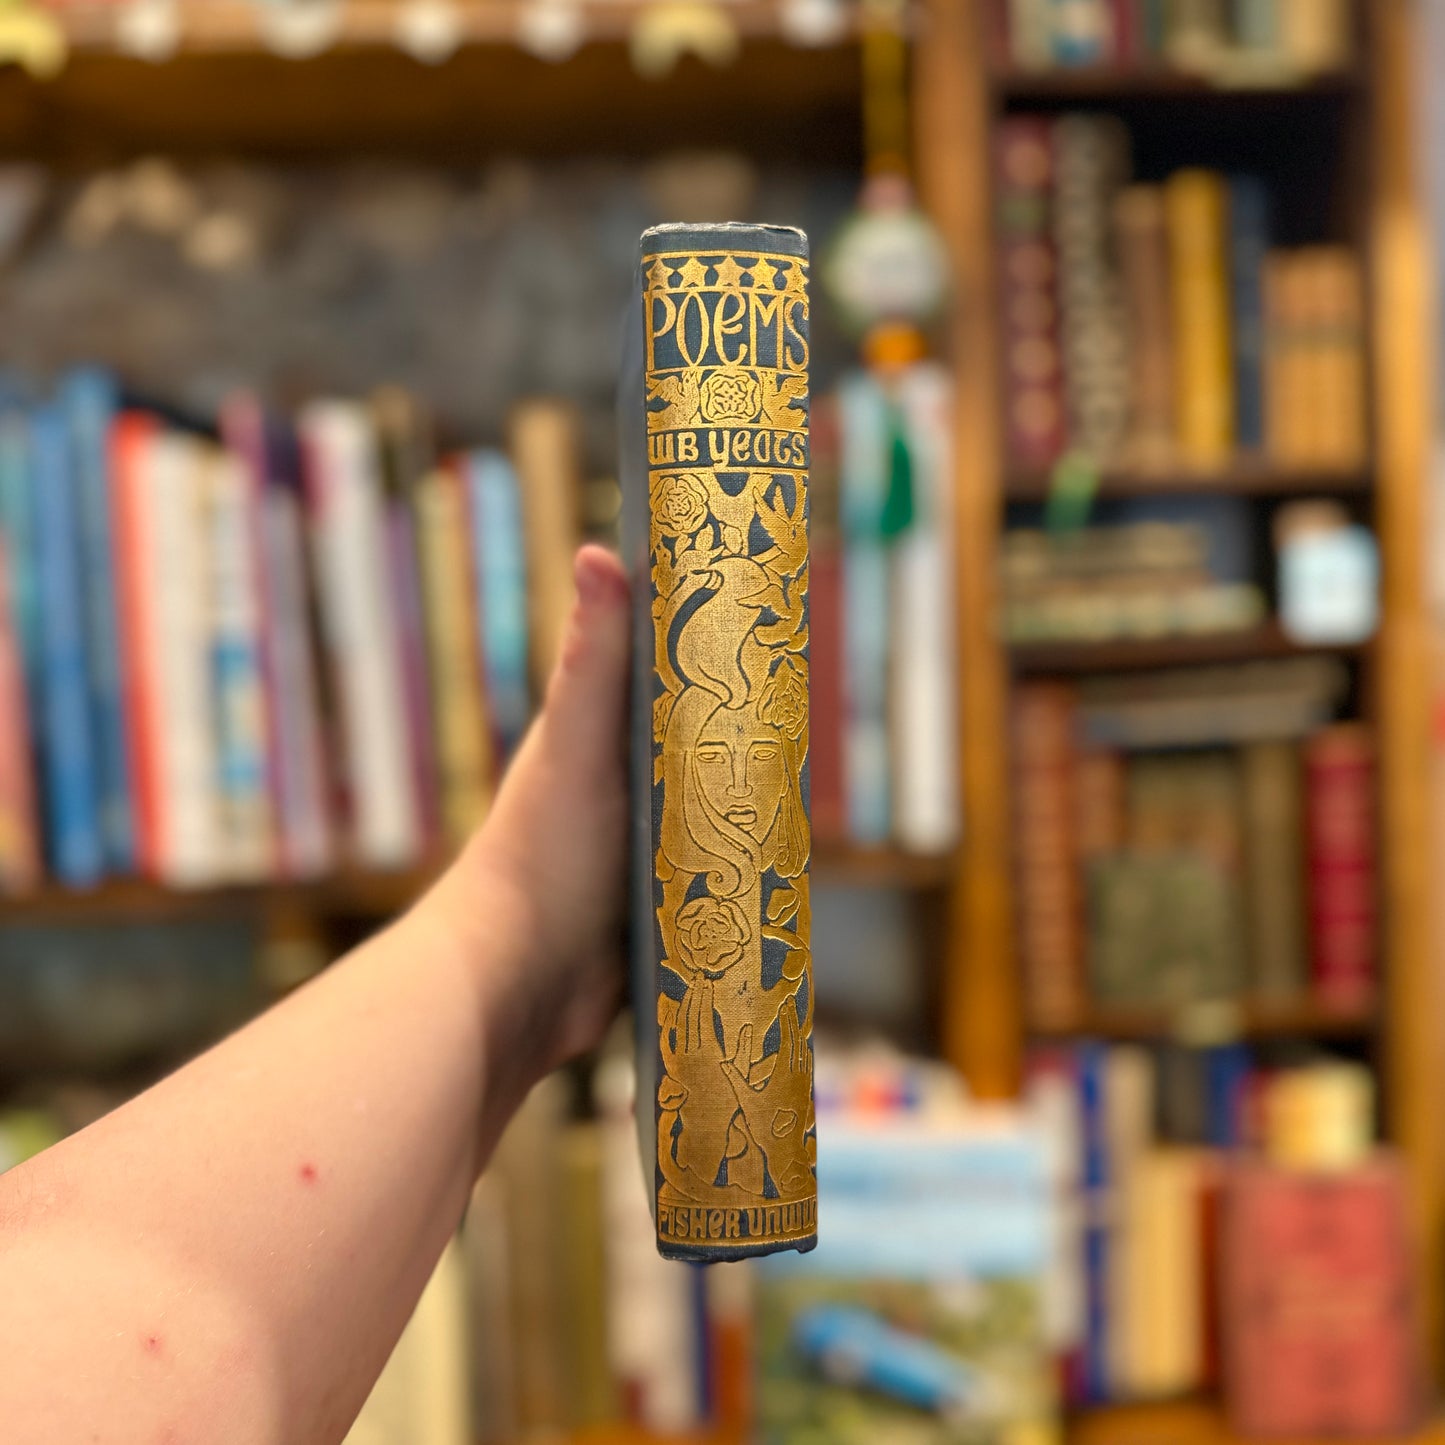 POEMS
WB YEATS
FISHER UNWIN